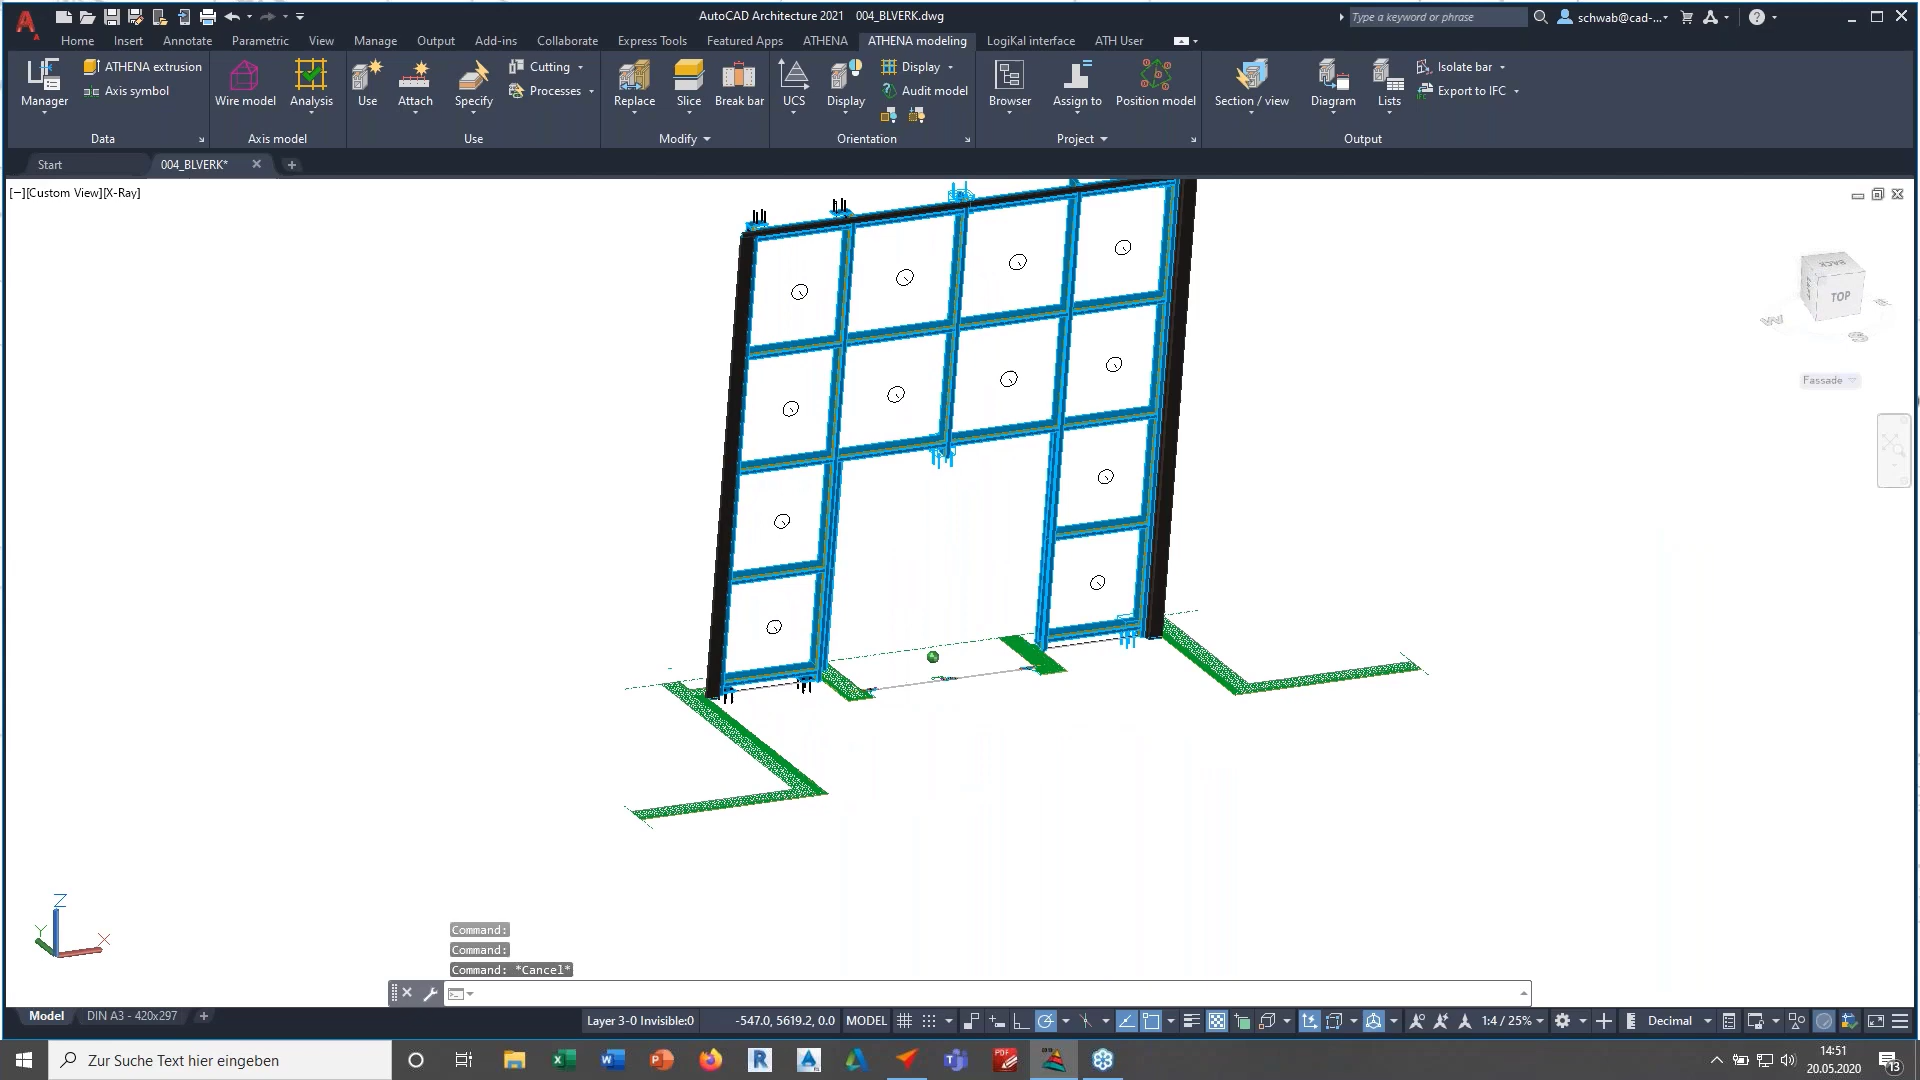 AutoCAD Architecture 2021 004_BLVERK.dwg
Type a keyword or phrase
schwab@cad-...
Home Insert Annotate Parametric View Manage Output Add-ins Collaborate Express Tools Featured Apps ATHENA ATHENA modeling LogiKal interface ATH User
Manager
ATHENA extrusion
Axis symbol
Wire model
Analysis
Use
Attach
Specify
Cutting
Processes
Replace
Slice
Break bar
UCS
Display
Display
Audit model
Browser
Assign to
Position model
Section / view
Diagram
Lists
Isolate bar
Export to IFC
Data Axis model Use Modify Orientation Project Output
Start 004_BLVERK*
[−][Custom View][X-Ray]
BACK
TOP
W
S
Fassade
Z
Y
X
Command:
Command:
Command: *Cancel*
Model DIN A3 - 420x297
Layer 3-0 Invisible:0 -547.0, 5619.2, 0.0 MODEL 1:4 / 25% Decimal
Zur Suche Text hier eingeben
14:51
20.05.2020
13